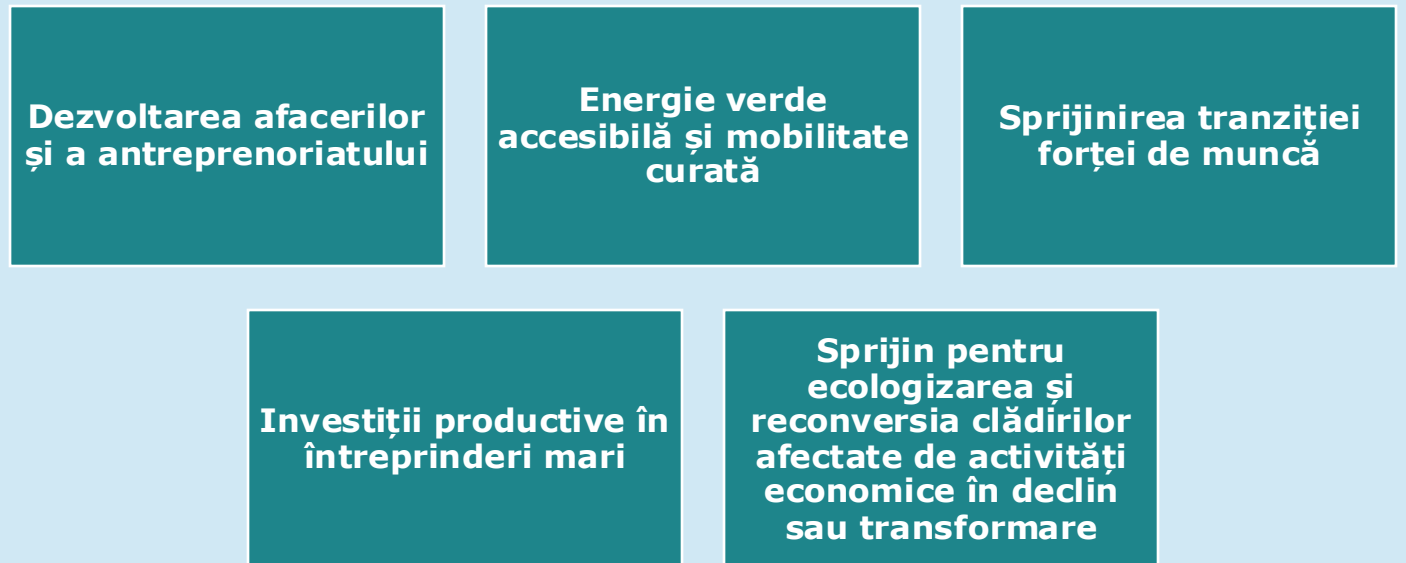 Dezvoltarea afacerilor
și a antreprenoriatului
Energie verde
accesibilă și mobilitate
curată
Sprijinirea tranziției
forței de muncă
Investiții productive în
întreprinderi mari
Sprijin pentru
ecologizarea și
reconversia clădirilor
afectate de activități
economice în declin
sau transformare